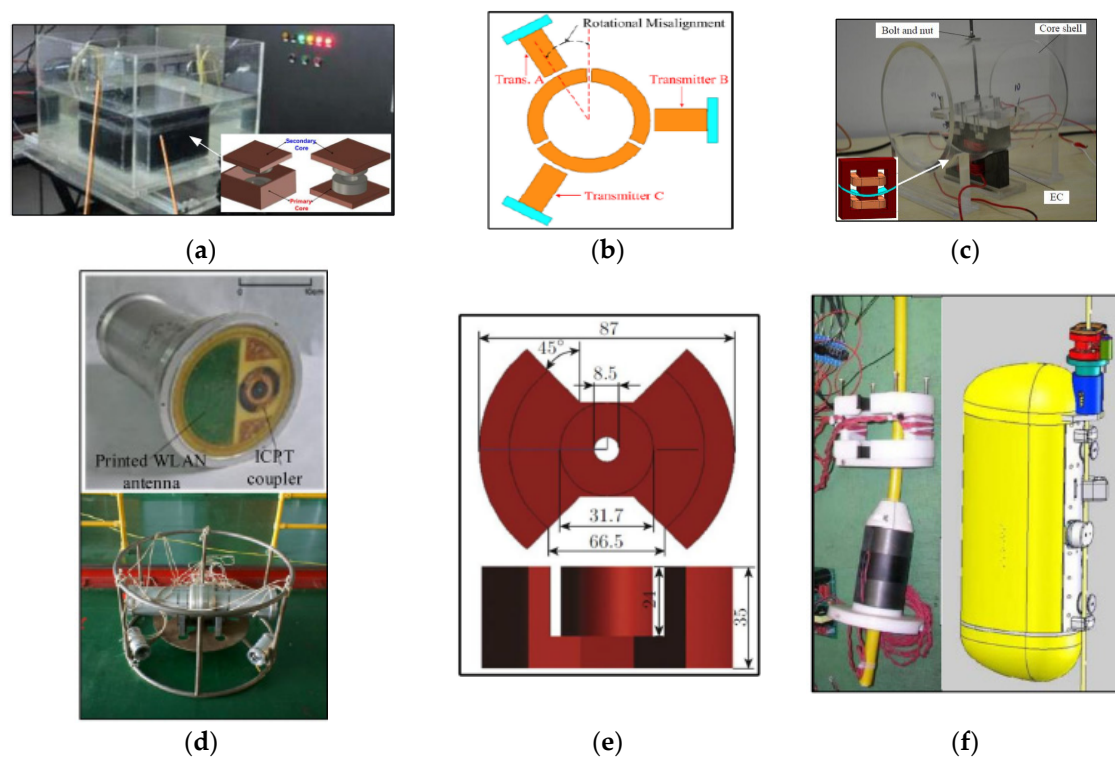 Secondary
Core
Primary
Core
(a)
Rotational Misalignment
Trans. A
Transmitter B
Transmitter C
(b)
Bolt and nut
Core shell
EC
(c)
0
10cm
Printed WLAN
antenna
ICPT
coupler
(d)
87
45°
8.5
31.7
66.5
24
35
(e)
(f)